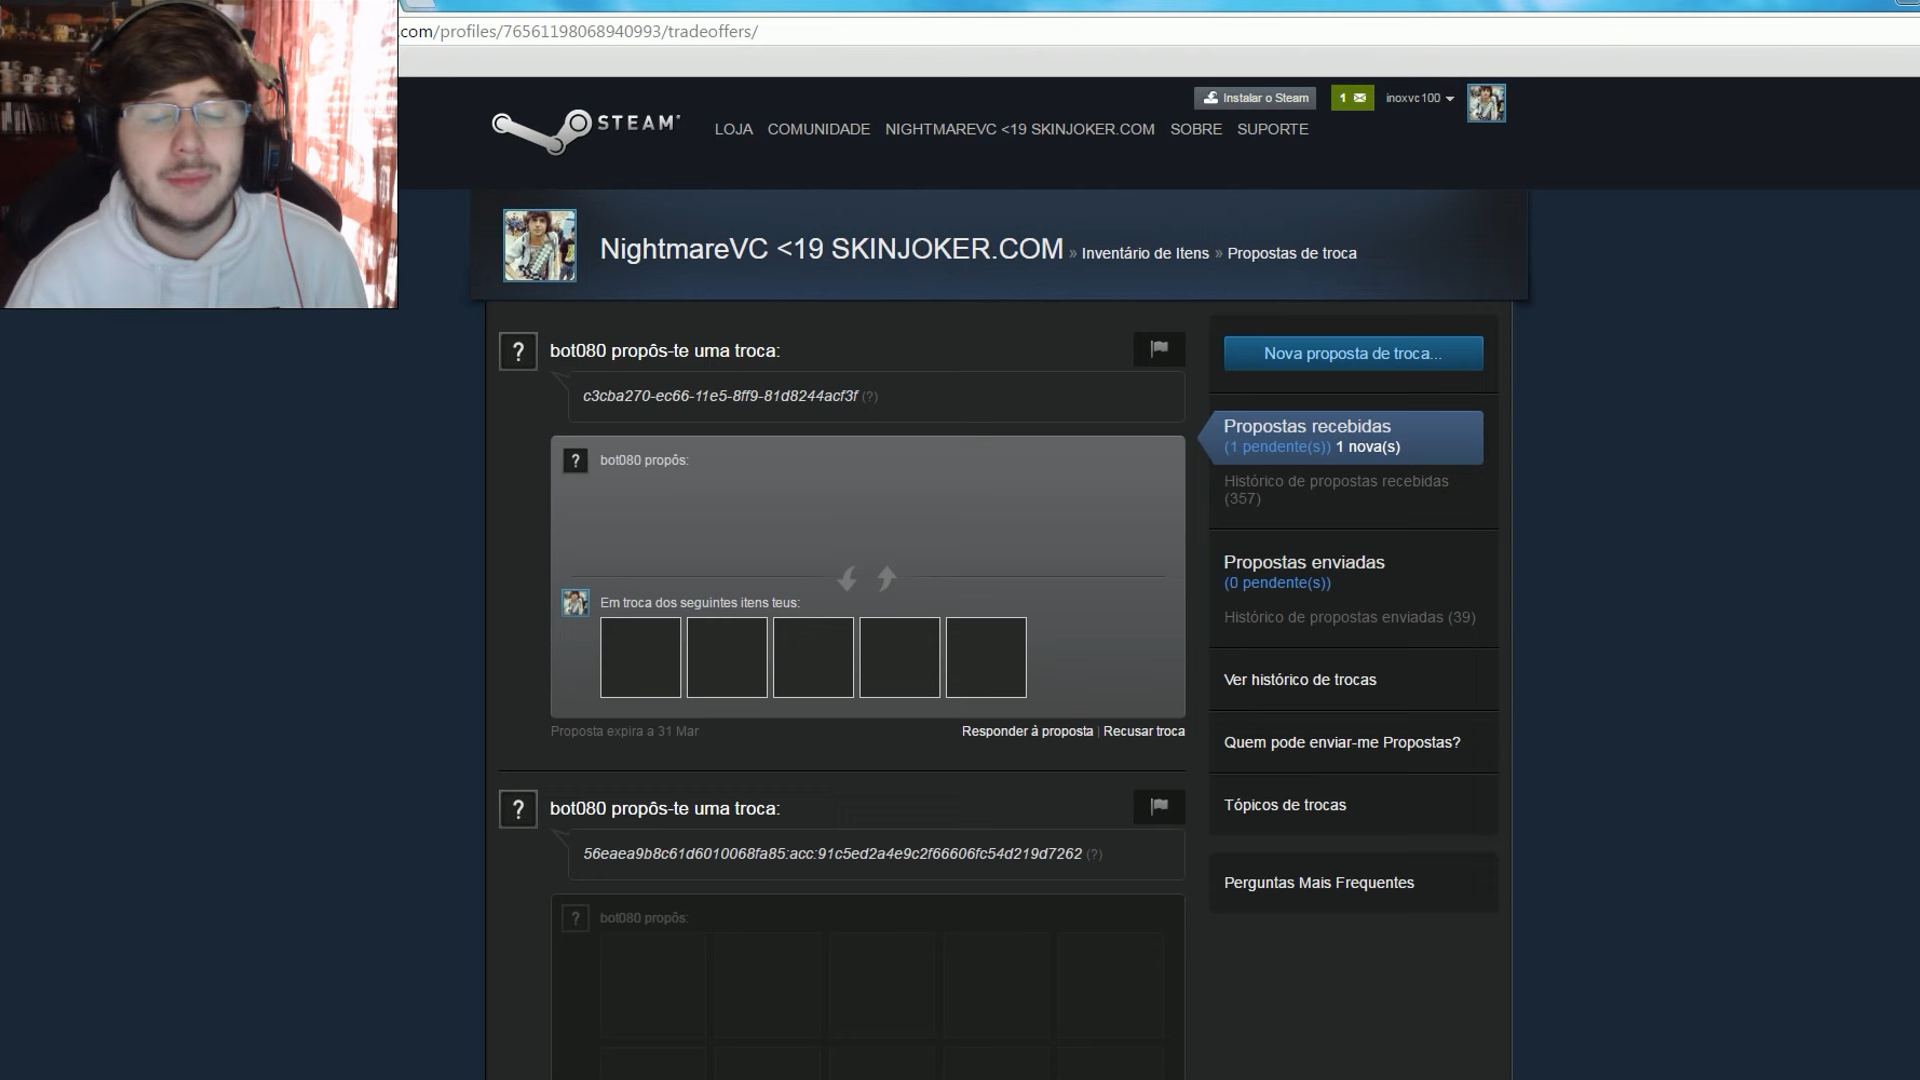 .com/profiles/76561198068940993/tradeoffers/
Instalar o Steam
1
inoxvc100
STEAM
LOJA COMUNIDADE NIGHTMAREVC <19 SKINJOKER.COM SOBRE SUPORTE
NightmareVC <19 SKINJOKER.COM » Inventário de Itens » Propostas de troca
? bot080 propôs-te uma troca:
c3cba270-ec66-11e5-8ff9-81d8244acf3f (?)
? bot080 propôs:
Em troca dos seguintes itens teus:
Proposta expira a 31 Mar
Responder à proposta | Recusar troca
? bot080 propôs-te uma troca:
56eaea9b8c61d6010068fa85:acc:91c5ed2a4e9c2f66606fc54d219d7262 (?)
? bot080 propôs:
Nova proposta de troca...
Propostas recebidas
(1 pendente(s)) 1 nova(s)
Histórico de propostas recebidas
(357)
Propostas enviadas
(0 pendente(s))
Histórico de propostas enviadas (39)
Ver histórico de trocas
Quem pode enviar-me Propostas?
Tópicos de trocas
Perguntas Mais Frequentes